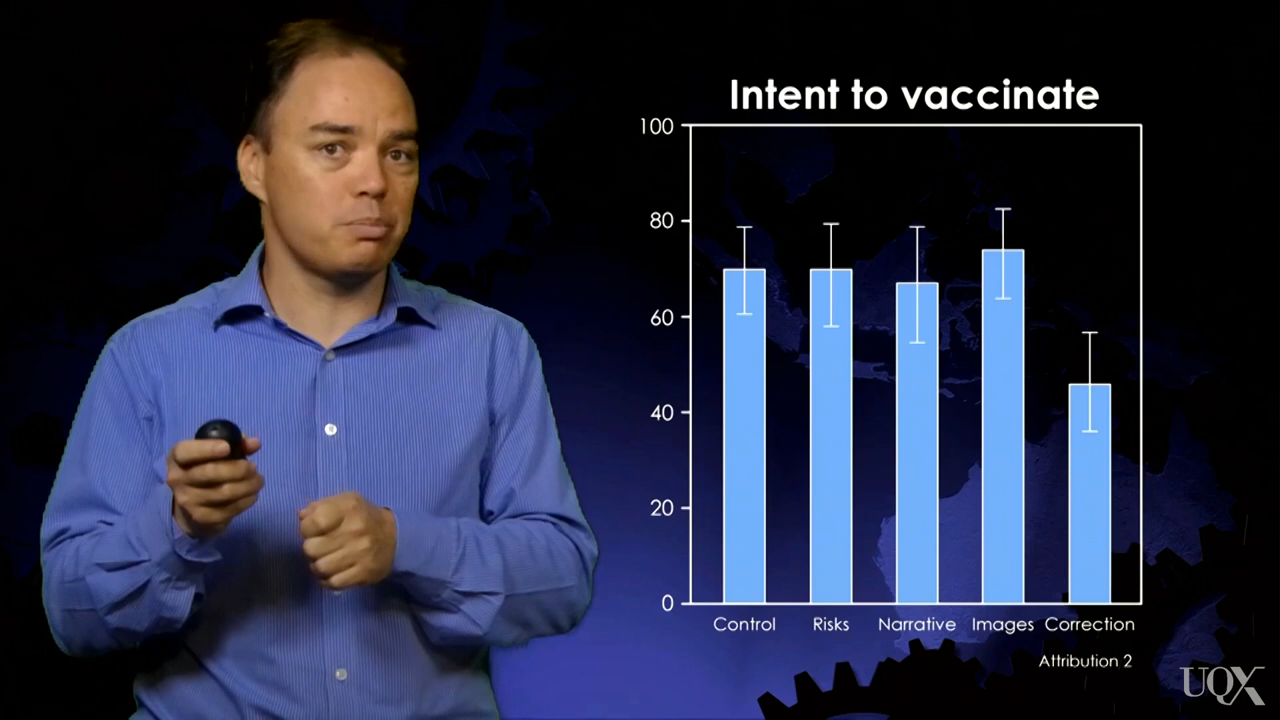 Intent to vaccinate
100
80
60
40
20
0
Control Risks Narrative Images Correction
Attribution 2
UQX